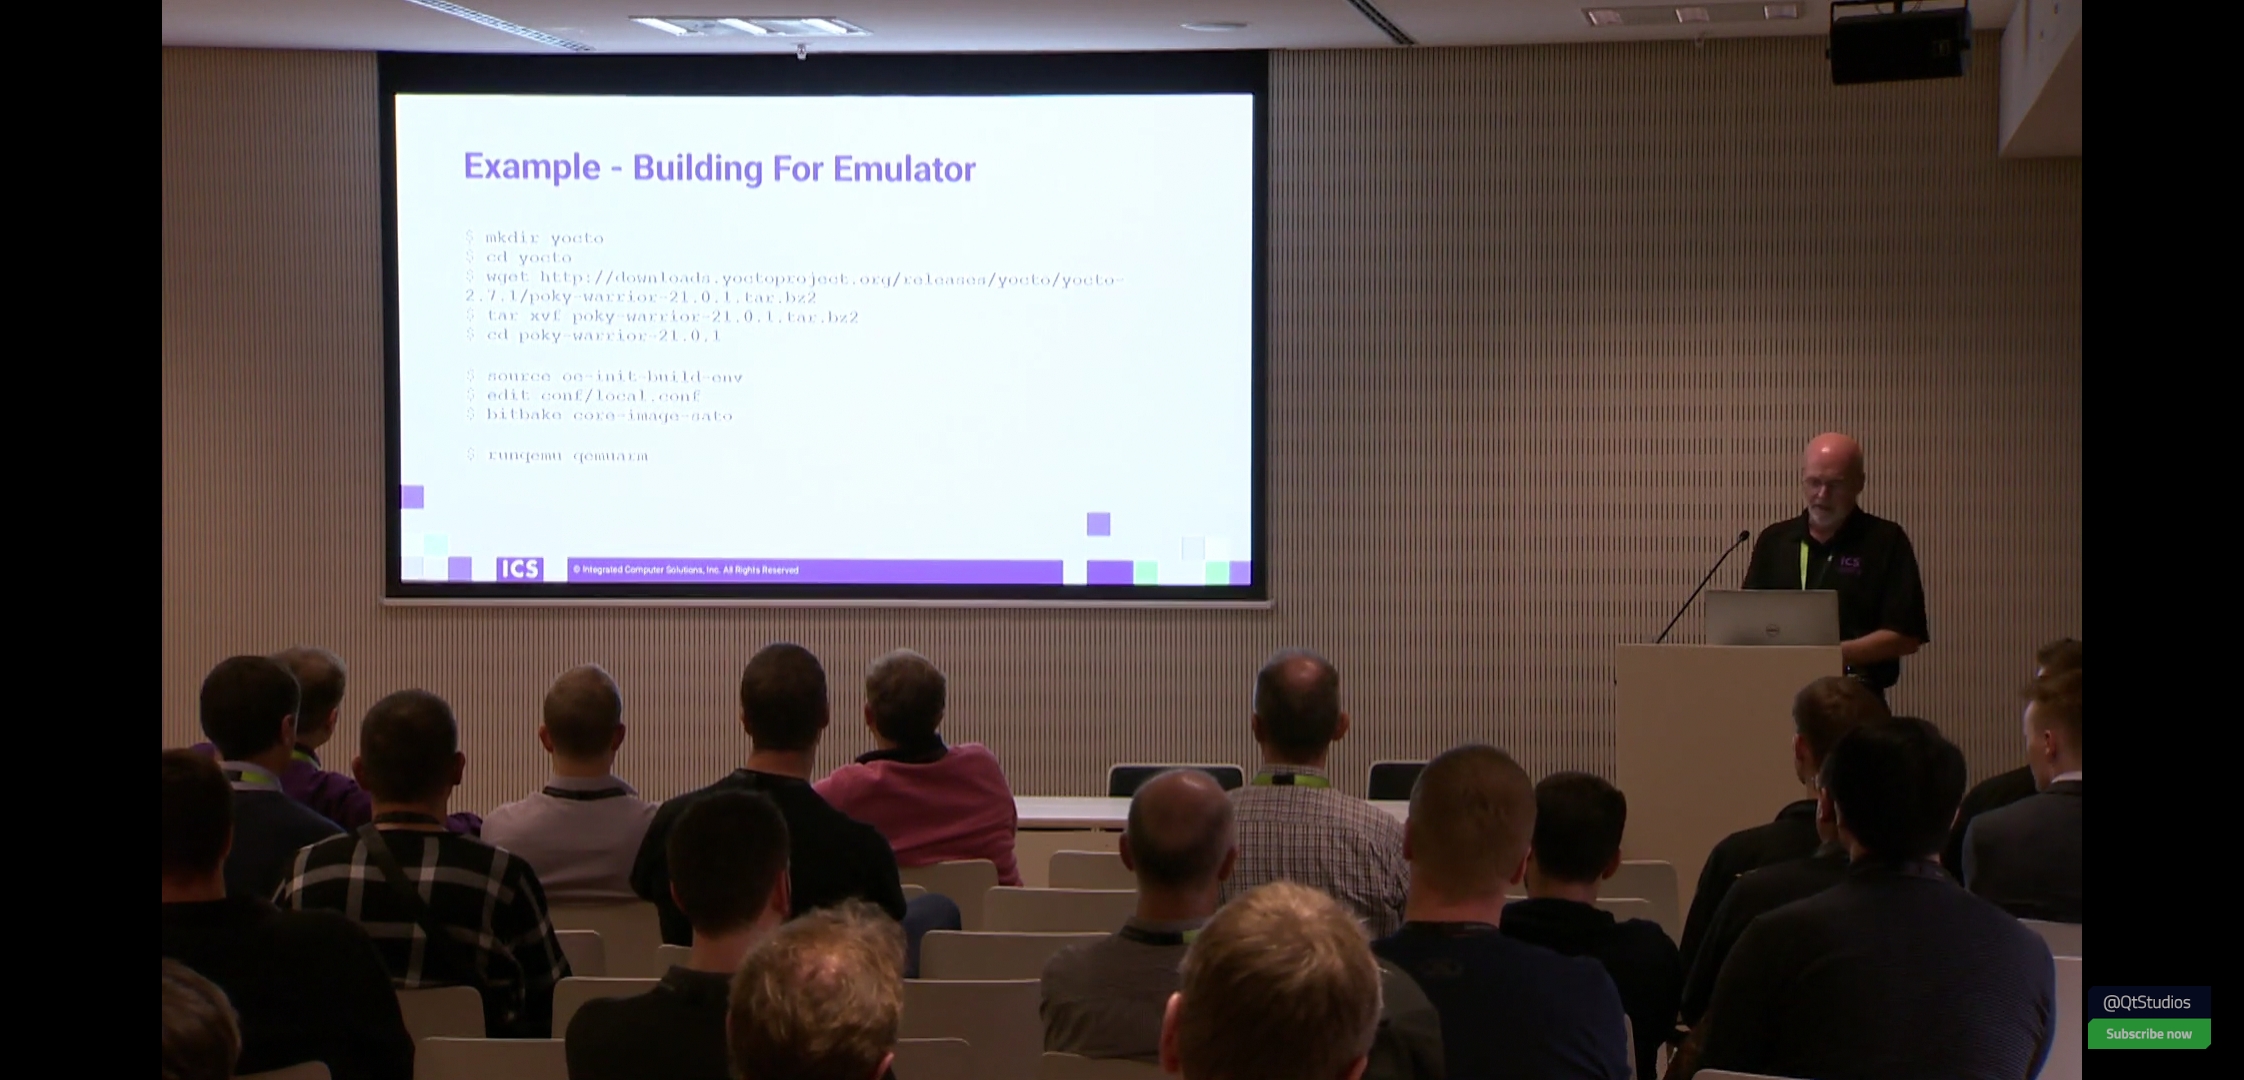 Example - Building For Emulator
$ mkdir yocto
$ cd yocto
$ wget http://downloads.yoctoproject.org/releases/yocto/yocto-
2.7.1/poky-warrior-21.0.1.tar.bz2
$ tar xvf poky-warrior-21.0.1.tar.bz2
$ cd poky-warrior-21.0.1
$ source oe-init-build-env
$ edit conf/local.conf
$ bitbake core-image-sato
$ runqemu qemuarm
ICS
© Integrated Computer Solutions, Inc. All Rights Reserved
ICS
@QtStudios
Subscribe now